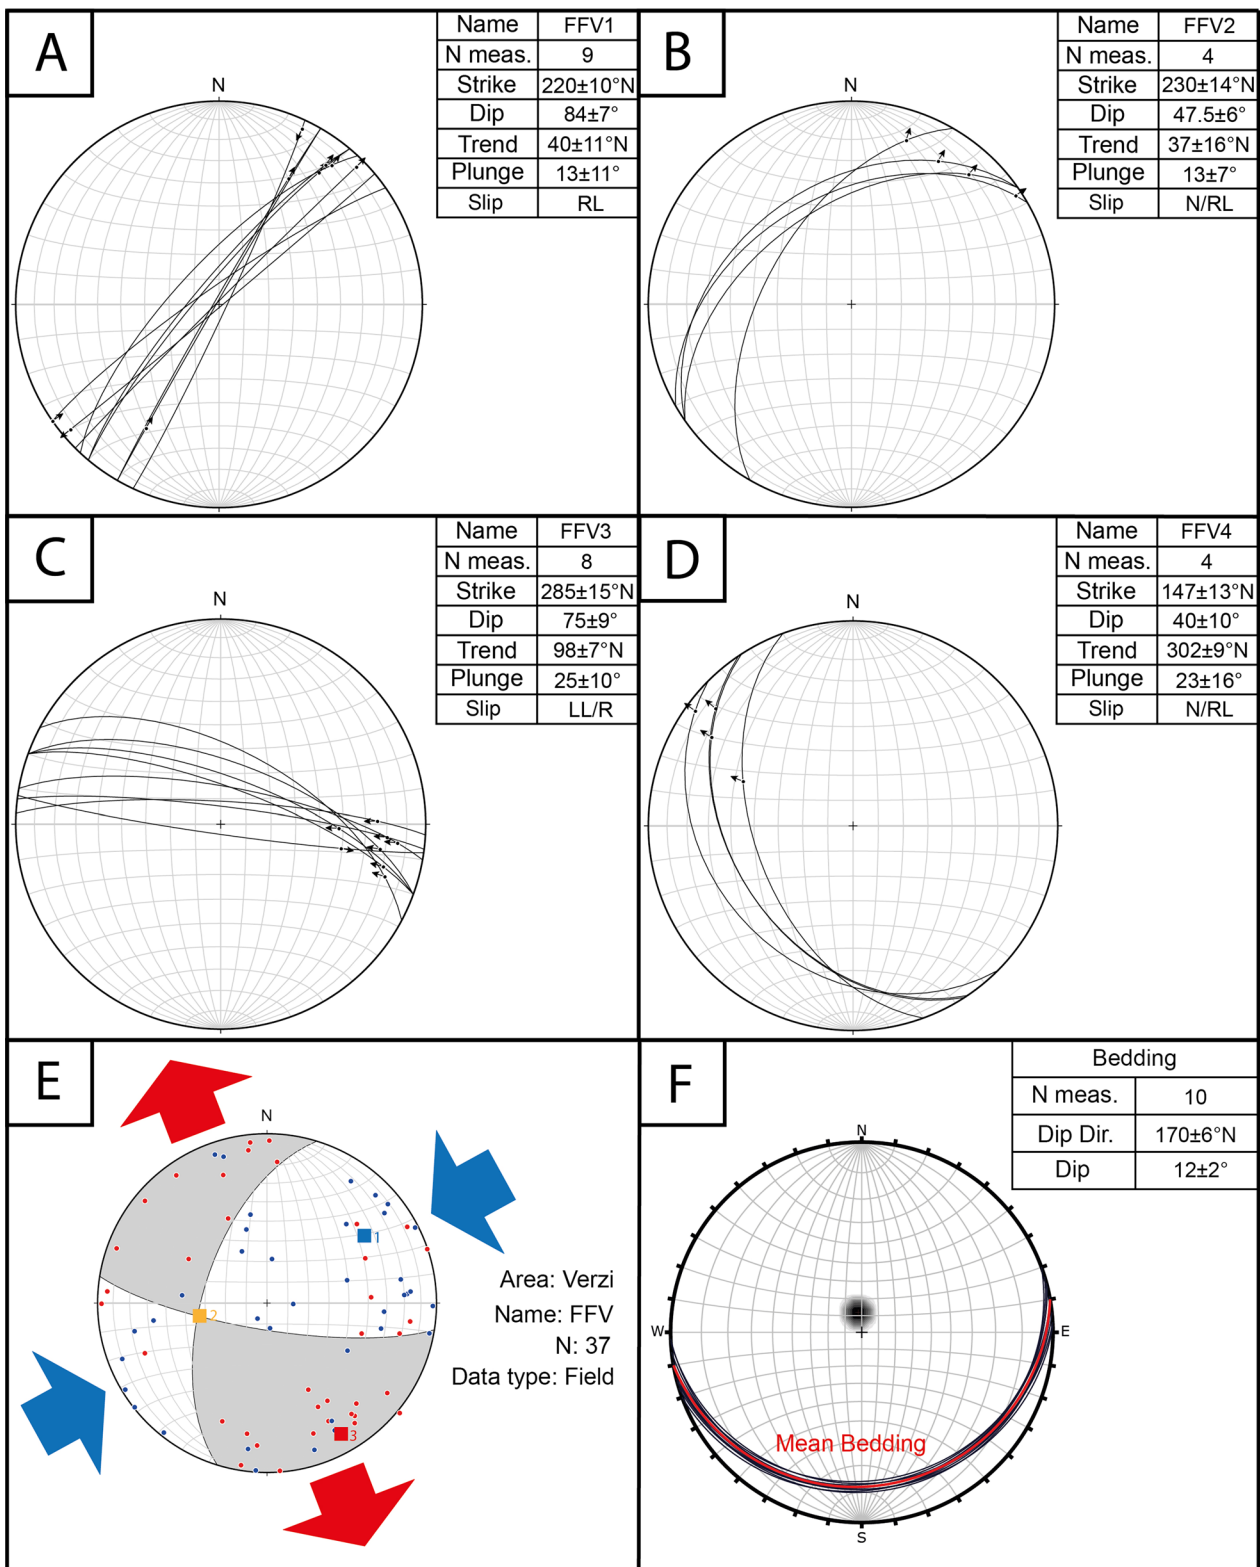 A
Name FFV1
N meas. 9
Strike 220±10°N
Dip 84±7°
Trend 40±11°N
Plunge 13±11°
Slip RL
N
B
Name FFV2
N meas. 4
Strike 230±14°N
Dip 47.5±6°
Trend 37±16°N
Plunge 13±7°
Slip N/RL
N
C
Name FFV3
N meas. 8
Strike 285±15°N
Dip 75±9°
Trend 98±7°N
Plunge 25±10°
Slip LL/R
N
D
Name FFV4
N meas. 4
Strike 147±13°N
Dip 40±10°
Trend 302±9°N
Plunge 23±16°
Slip N/RL
N
E
N
1
2
3
Area: Verzi
Name: FFV
N: 37
Data type: Field
F
Bedding
N meas. 10
Dip Dir. 170±6°N
Dip 12±2°
N
W
E
Mean Bedding
S